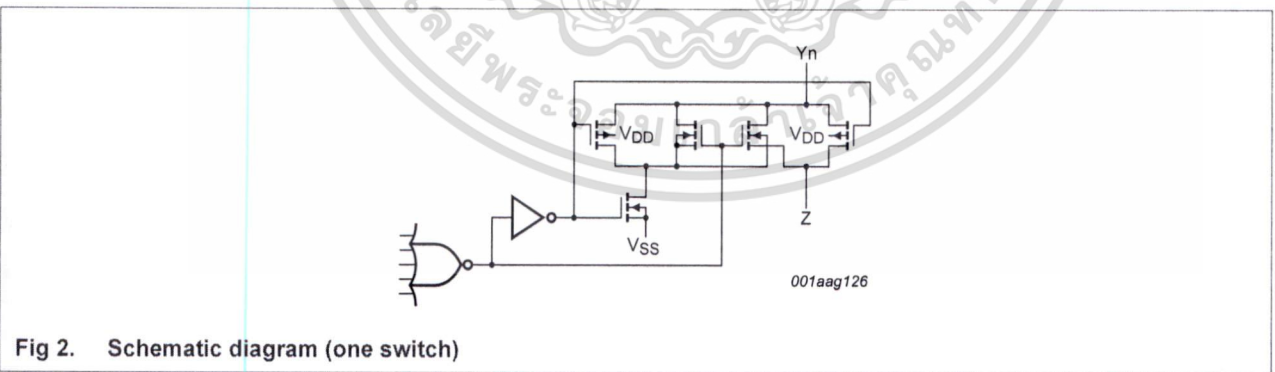 Yn
VDD
VDD
Z
VSS
001aag126
Fig 2. Schematic diagram (one switch)